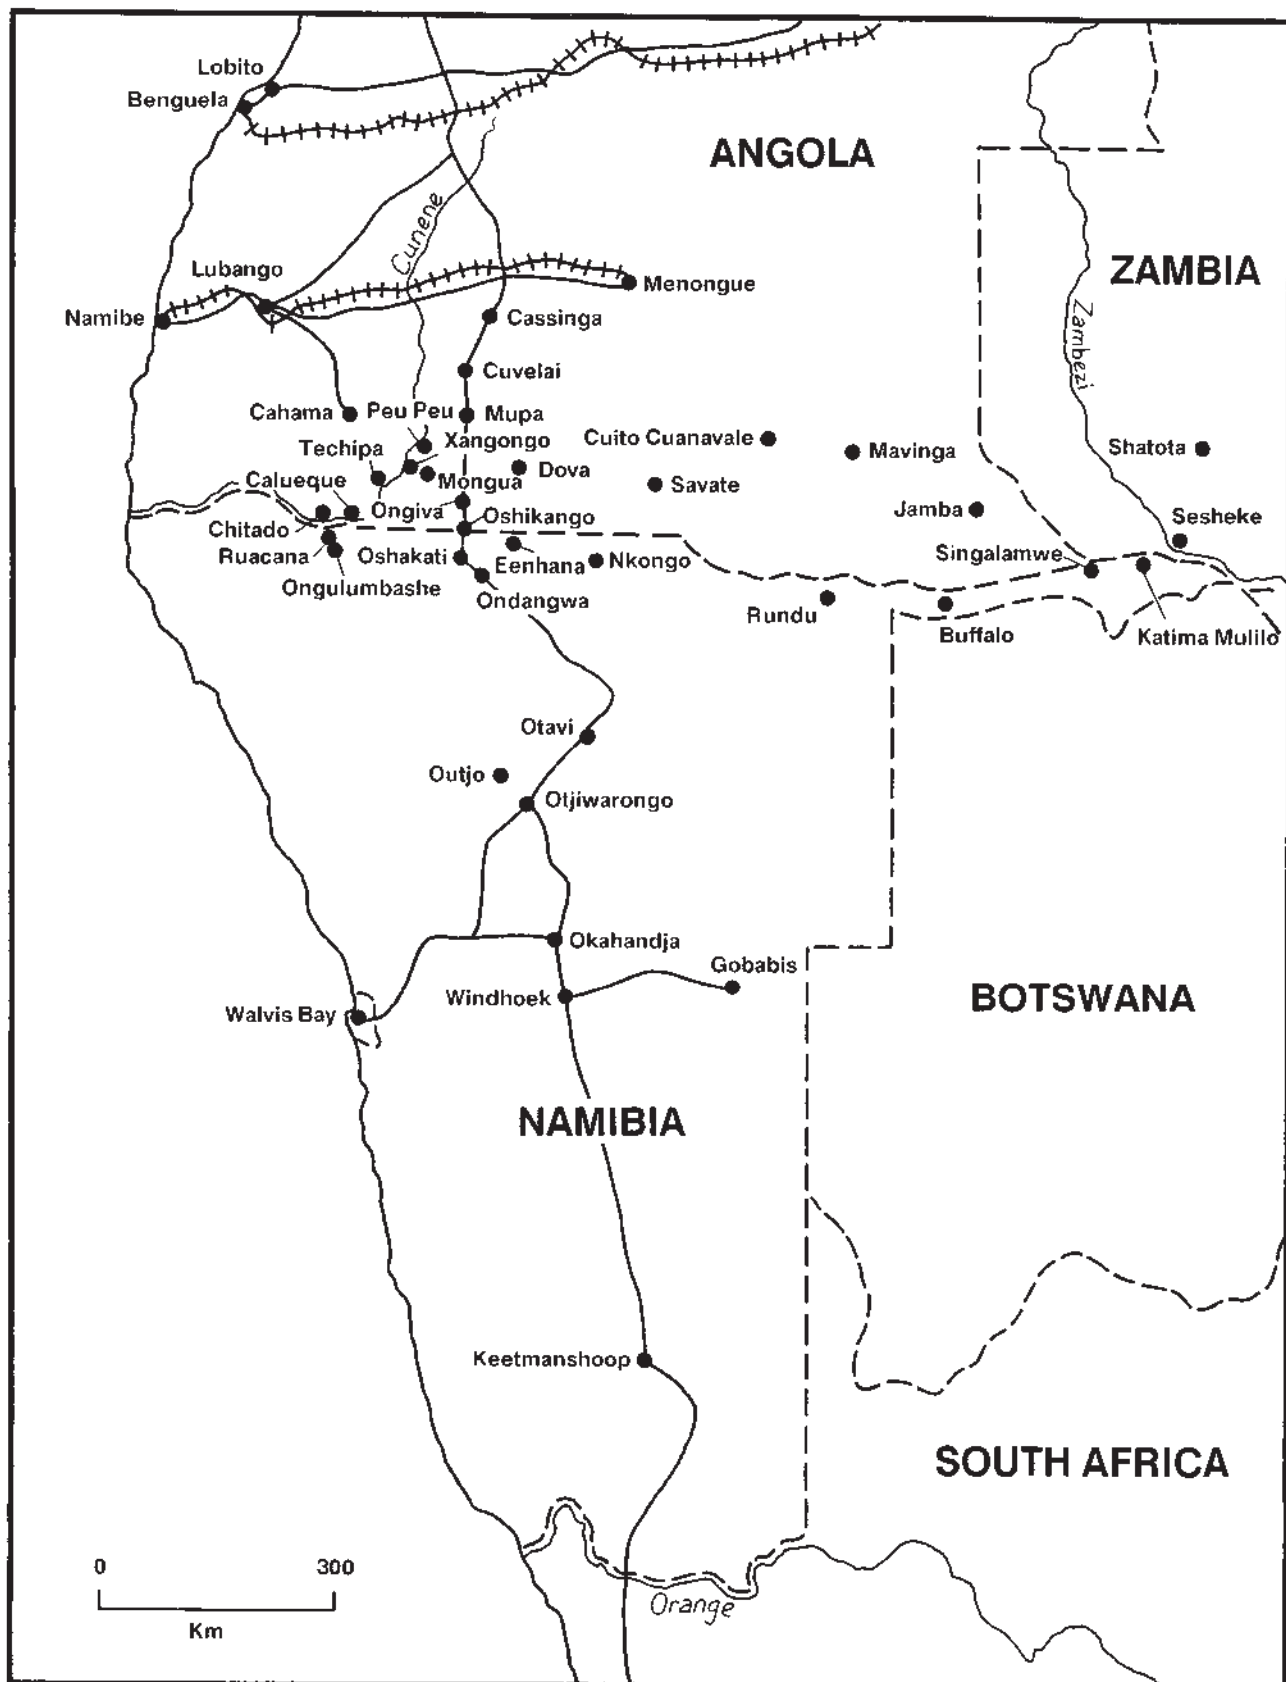 Lobito
Benguela
ANGOLA
Cunene
Lubango
ZAMBIA
Menongue
Namibe
Cassinga
Zambezi
Cuvelai
Cahama
Peu Peu
Mupa
Techipa
Xangongo
Cuito Cuanavale
Shatota
Mavinga
Calueque
Mongua
Dova
Savate
Ongiva
Jamba
Chitado
Oshikango
Sesheke
Ruacana
Oshakati
Eenhana
Nkongo
Singalamwe
Ongulumbashe
Ondangwa
Rundu
Buffalo
Katima Mulilo
Otavi
Outjo
Otjiwarongo
Okahandja
Gobabis
Windhoek
Walvis Bay
BOTSWANA
NAMIBIA
Keetmanshoop
SOUTH AFRICA
0 300
Km
Orange